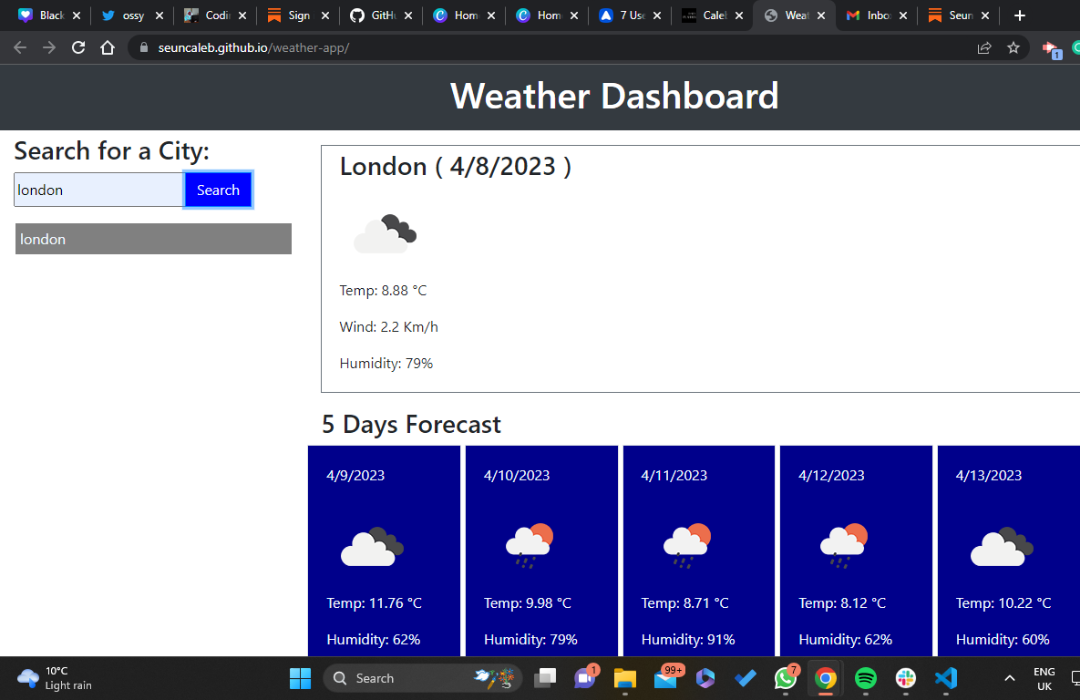 Black
ossy
Codi
Sign
GitHu
Hom
Hom
7 Use
Caleb
Weat
Inbo
Seun
seuncaleb.github.io/weather-app/
1
Weather Dashboard
Search for a City:
london Search
london
London ( 4/8/2023 )
Temp: 8.88 °C
Wind: 2.2 Km/h
Humidity: 79%
5 Days Forecast
4/9/2023 4/10/2023 4/11/2023 4/12/2023 4/13/2023
Temp: 11.76 °C Temp: 9.98 °C Temp: 8.71 °C Temp: 8.12 °C Temp: 10.22 °C
Humidity: 62% Humidity: 79% Humidity: 91% Humidity: 62% Humidity: 60%
10°C
Light rain
Search
1
99+
7
ENG
UK